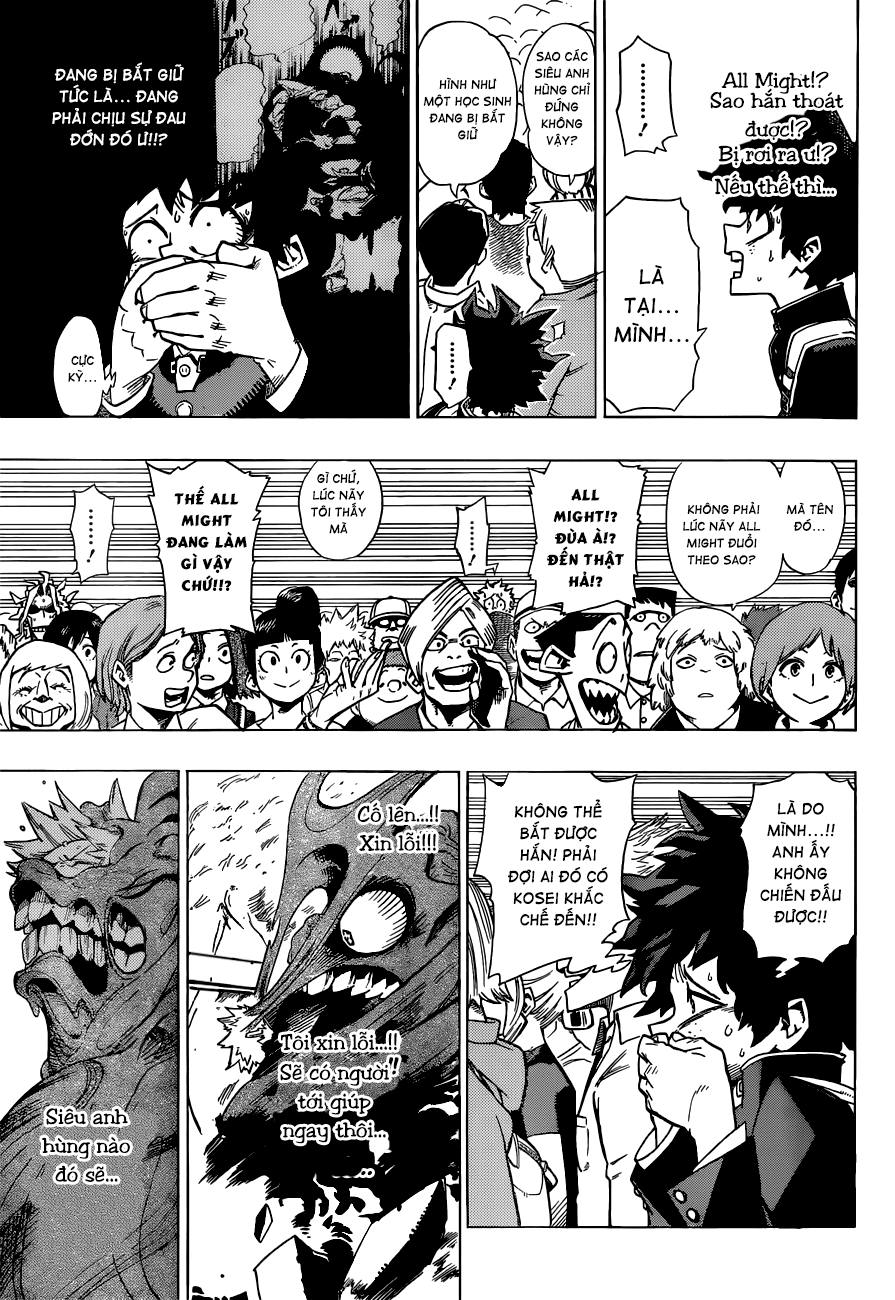 All Might!?
Sao hắn thoát
được!?
Bị rơi ra ư!?
Nếu thế thì...
........!
LÀ
TẠI...
MÌNH...
SAO CÁC
SIÊU ANH
HÙNG CHỈ
ĐỨNG
KHÔNG
VẬY?
HÌNH NHƯ
MỘT HỌC SINH
ĐANG BỊ BẮT
GIỮ
........!
ĐANG BỊ BẮT GIỮ
TỨC LÀ... ĐANG
PHẢI CHỊU SỰ ĐAU
ĐỚN ĐÓ Ư!!?
CỰC
KỲ...
MÀ TÊN
ĐÓ...
KHÔNG PHẢI
LÚC NÃY ALL
MIGHT ĐUỔI
THEO SAO?
ALL
MIGHT!?
ĐÙA À!?
ĐẾN THẬT
HẢ!?
........!
GÌ CHỨ,
LÚC NÃY
TÔI THẤY
MÀ
THẾ ALL
MIGHT
ĐANG LÀM
GÌ VẬY
CHỨ!!?
........!
LÀ DO
MÌNH...!!
ANH ẤY
KHÔNG
CHIẾN ĐẤU
ĐƯỢC!!
KHÔNG THỂ
BẮT ĐƯỢC
HẮN! PHẢI
ĐỢI AI ĐÓ CÓ
KOSEI KHẮC
CHẾ ĐẾN!!
Cố lên...!!
Xin lỗi!!!
Tôi xin lỗi...!!
Sẽ có người
tới giúp
ngay thôi...
Siêu anh
hùng nào
đó sẽ...